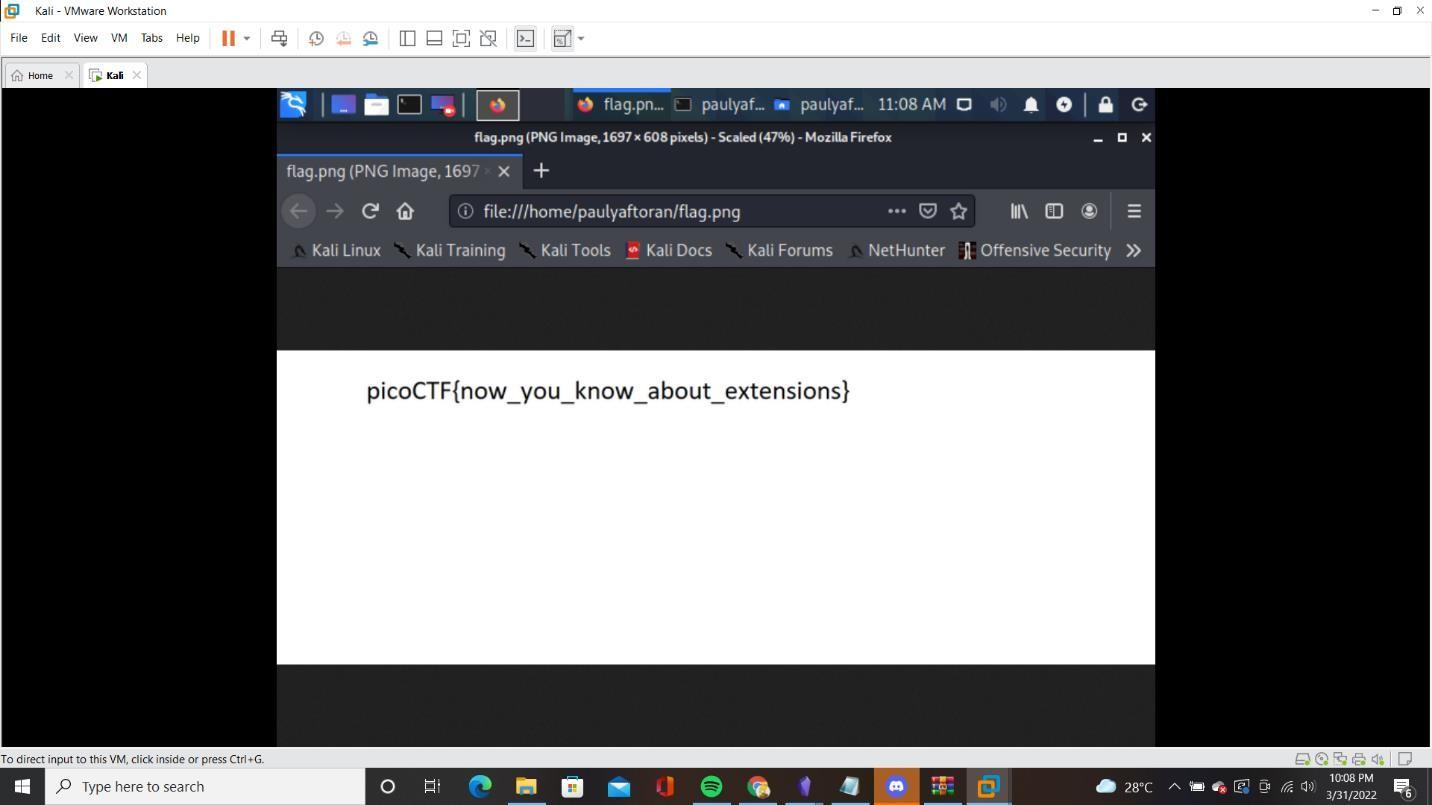 Kali - VMware Workstation
File Edit View VM Tabs Help
Home Kali
flag.pn... paulyaf... paulyaf... 11:08 AM
flag.png (PNG Image, 1697 × 608 pixels) - Scaled (47%) - Mozilla Firefox
flag.png (PNG Image, 1697 ×
file:///home/paulyaftoran/flag.png
Kali Linux Kali Training Kali Tools Kali Docs Kali Forums NetHunter Offensive Security
picoCTF{now_you_know_about_extensions}
To direct input to this VM, click inside or press Ctrl+G.
Type here to search 28°C 10:08 PM
3/31/2022 6